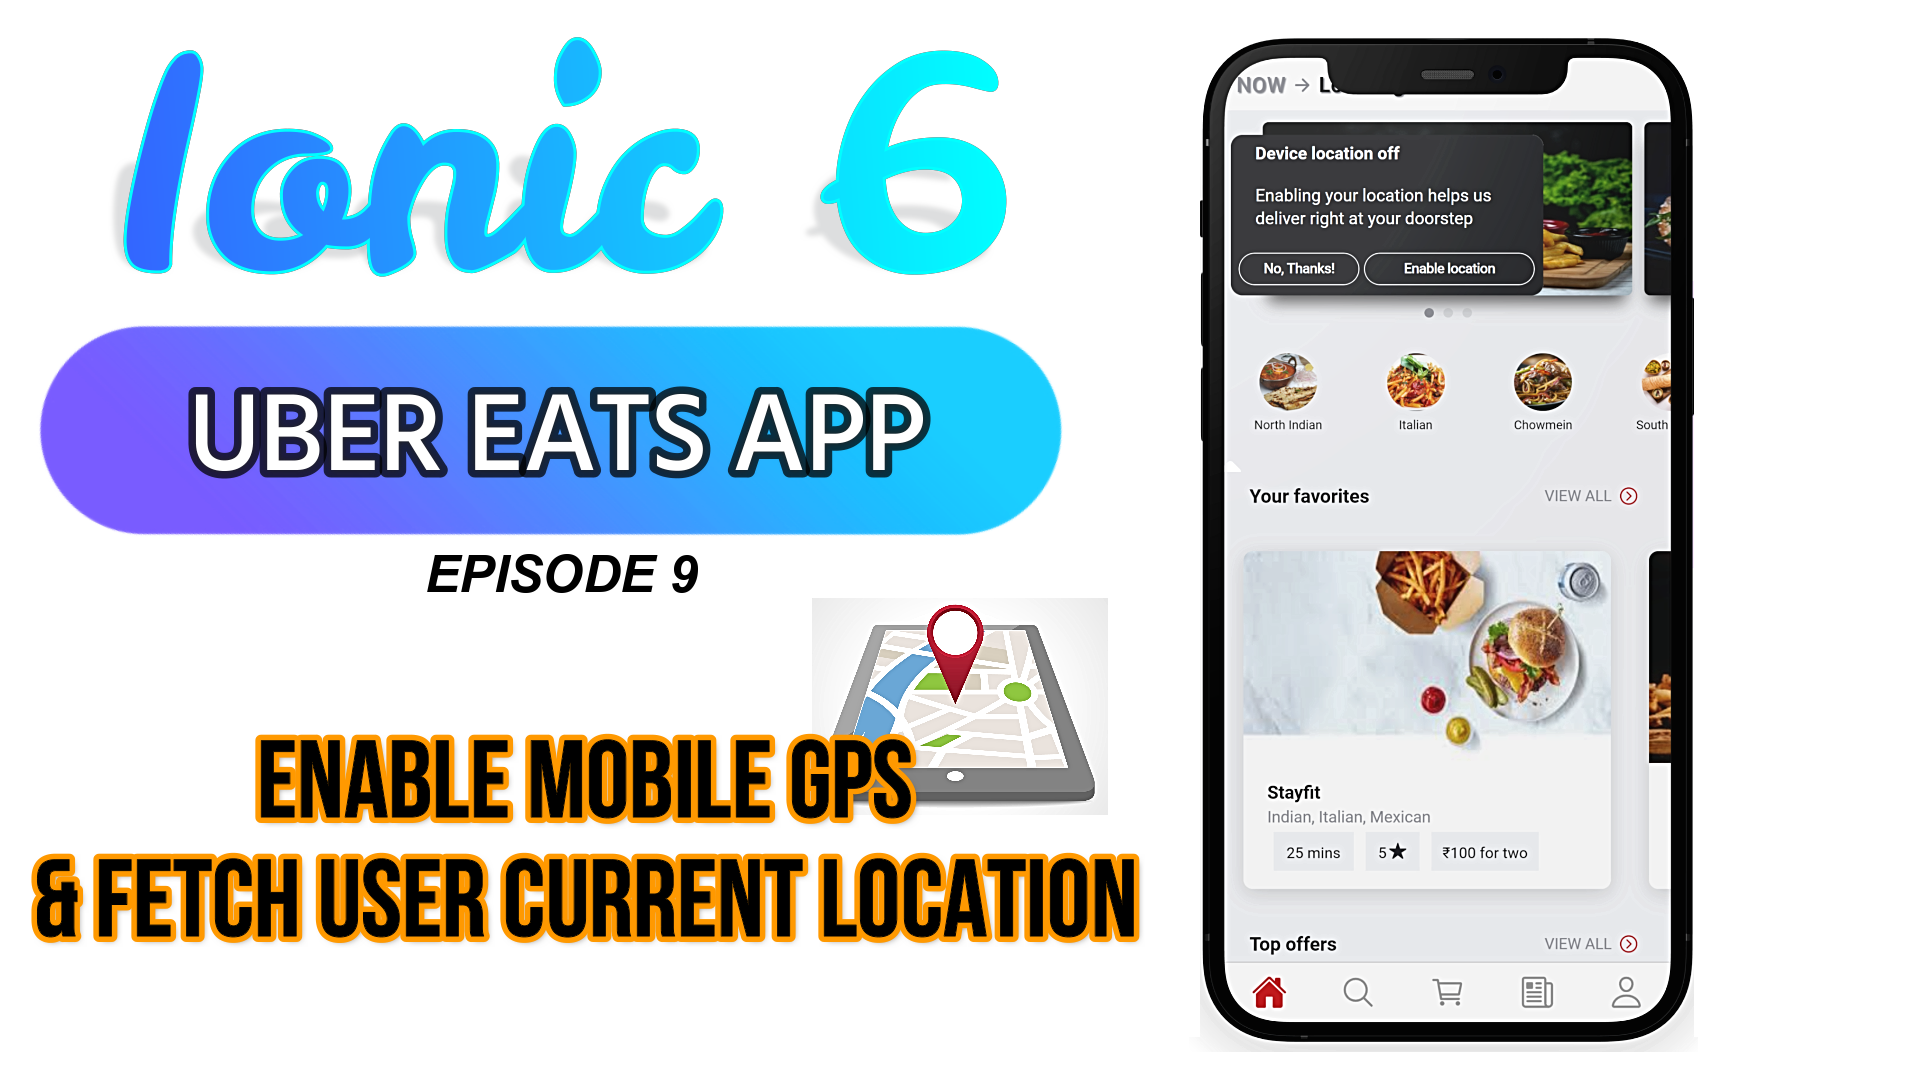 Ionic 6
UBER EATS APP
EPISODE 9
ENABLE MOBILE GPS
& FETCH USER CURRENT LOCATION
NOW →
Device location off
Enabling your location helps us
deliver right at your doorstep
No, Thanks!
Enable location
North Indian
Italian
Chowmein
South
Your favorites
VIEW ALL
Stayfit
Indian, Italian, Mexican
25 mins
5★
₹100 for two
Top offers
VIEW ALL